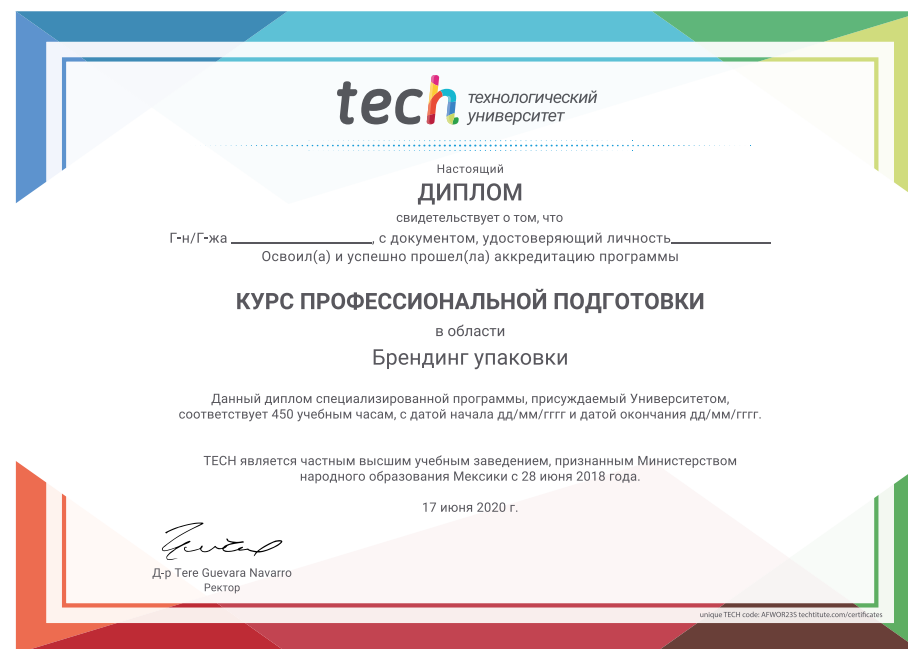 tech технологический
университет
Настоящий
ДИПЛОМ
свидетельствует о том, что
Г-н/Г-жа ____________________, с документом, удостоверяющий личность______________
Освоил(а) и успешно прошел(ла) аккредитацию программы
КУРС ПРОФЕССИОНАЛЬНОЙ ПОДГОТОВКИ
в области
Брендинг упаковки
Данный диплом специализированной программы, присуждаемый Университетом,
соответствует 450 учебным часам, с датой начала дд/мм/гггг и датой окончания дд/мм/гггг.
TECH является частным высшим учебным заведением, признанным Министерством
народного образования Мексики с 28 июня 2018 года.
17 июня 2020 г.
Д-р Tere Guevara Navarro
Ректор
unique TECH code: AFWOR235 techtitute.com/certificates